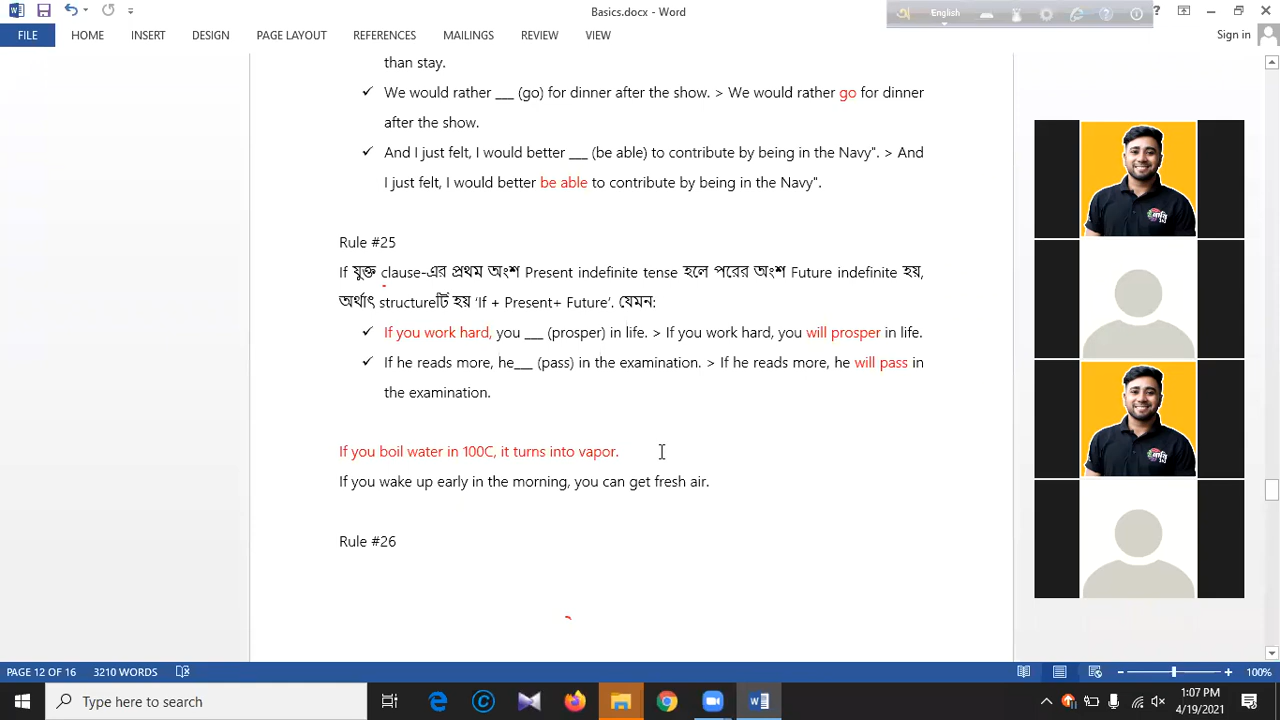 Basics.docx - Word
English
FILE
HOME
INSERT
DESIGN
PAGE LAYOUT
REFERENCES
MAILINGS
REVIEW
VIEW
Sign in
than stay.
We would rather ___ (go) for dinner after the show. > We would rather go for dinner
after the show.
And I just felt, I would better ___ (be able) to contribute by being in the Navy". > And
I just felt, I would better be able to contribute by being in the Navy".
Rule #25
If যুক্ত clause-এর প্রথম অংশ Present indefinite tense হলে পরের অংশ Future indefinite হয়,
অর্থাৎ structureটি হয় ‘If + Present+ Future’. যেমন:
If you work hard, you ___ (prosper) in life. > If you work hard, you will prosper in life.
If he reads more, he___ (pass) in the examination. > If he reads more, he will pass in
the examination.
If you boil water in 100C, it turns into vapor.
If you wake up early in the morning, you can get fresh air.
Rule #26
PAGE 12 OF 16
3210 WORDS
100%
Type here to search
1:07 PM
4/19/2021